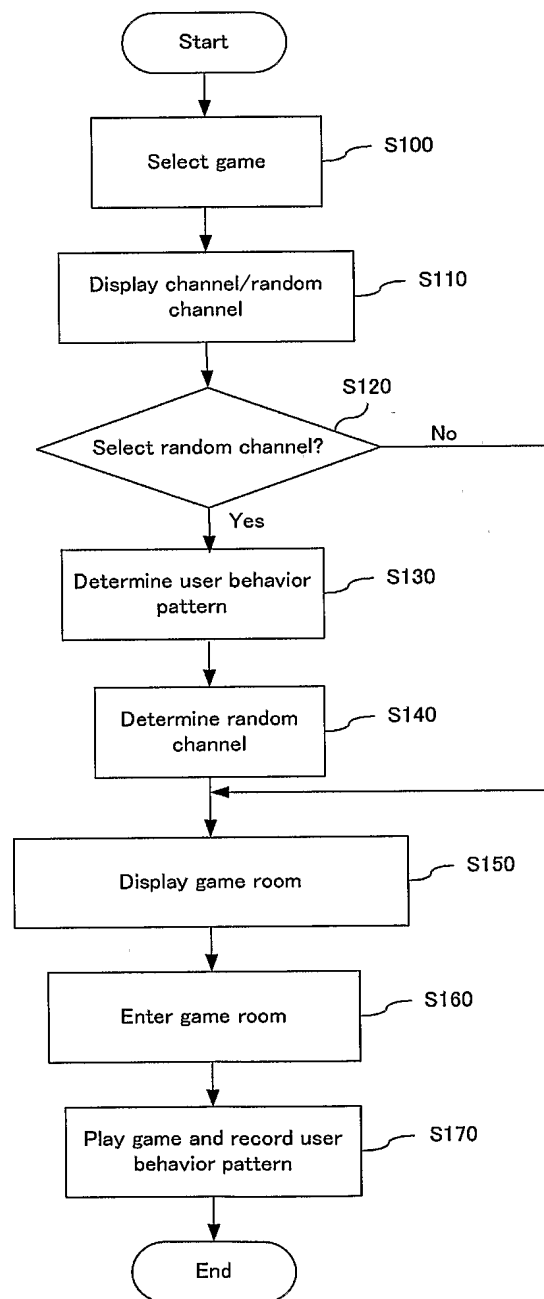 Start
Select game
S100
Display channel/random
channel
S110
S120
Select random channel?
No
Yes
Determine user behavior
pattern
S130
Determine random
channel
S140
Display game room
S150
Enter game room
S160
Play game and record user
behavior pattern
S170
End